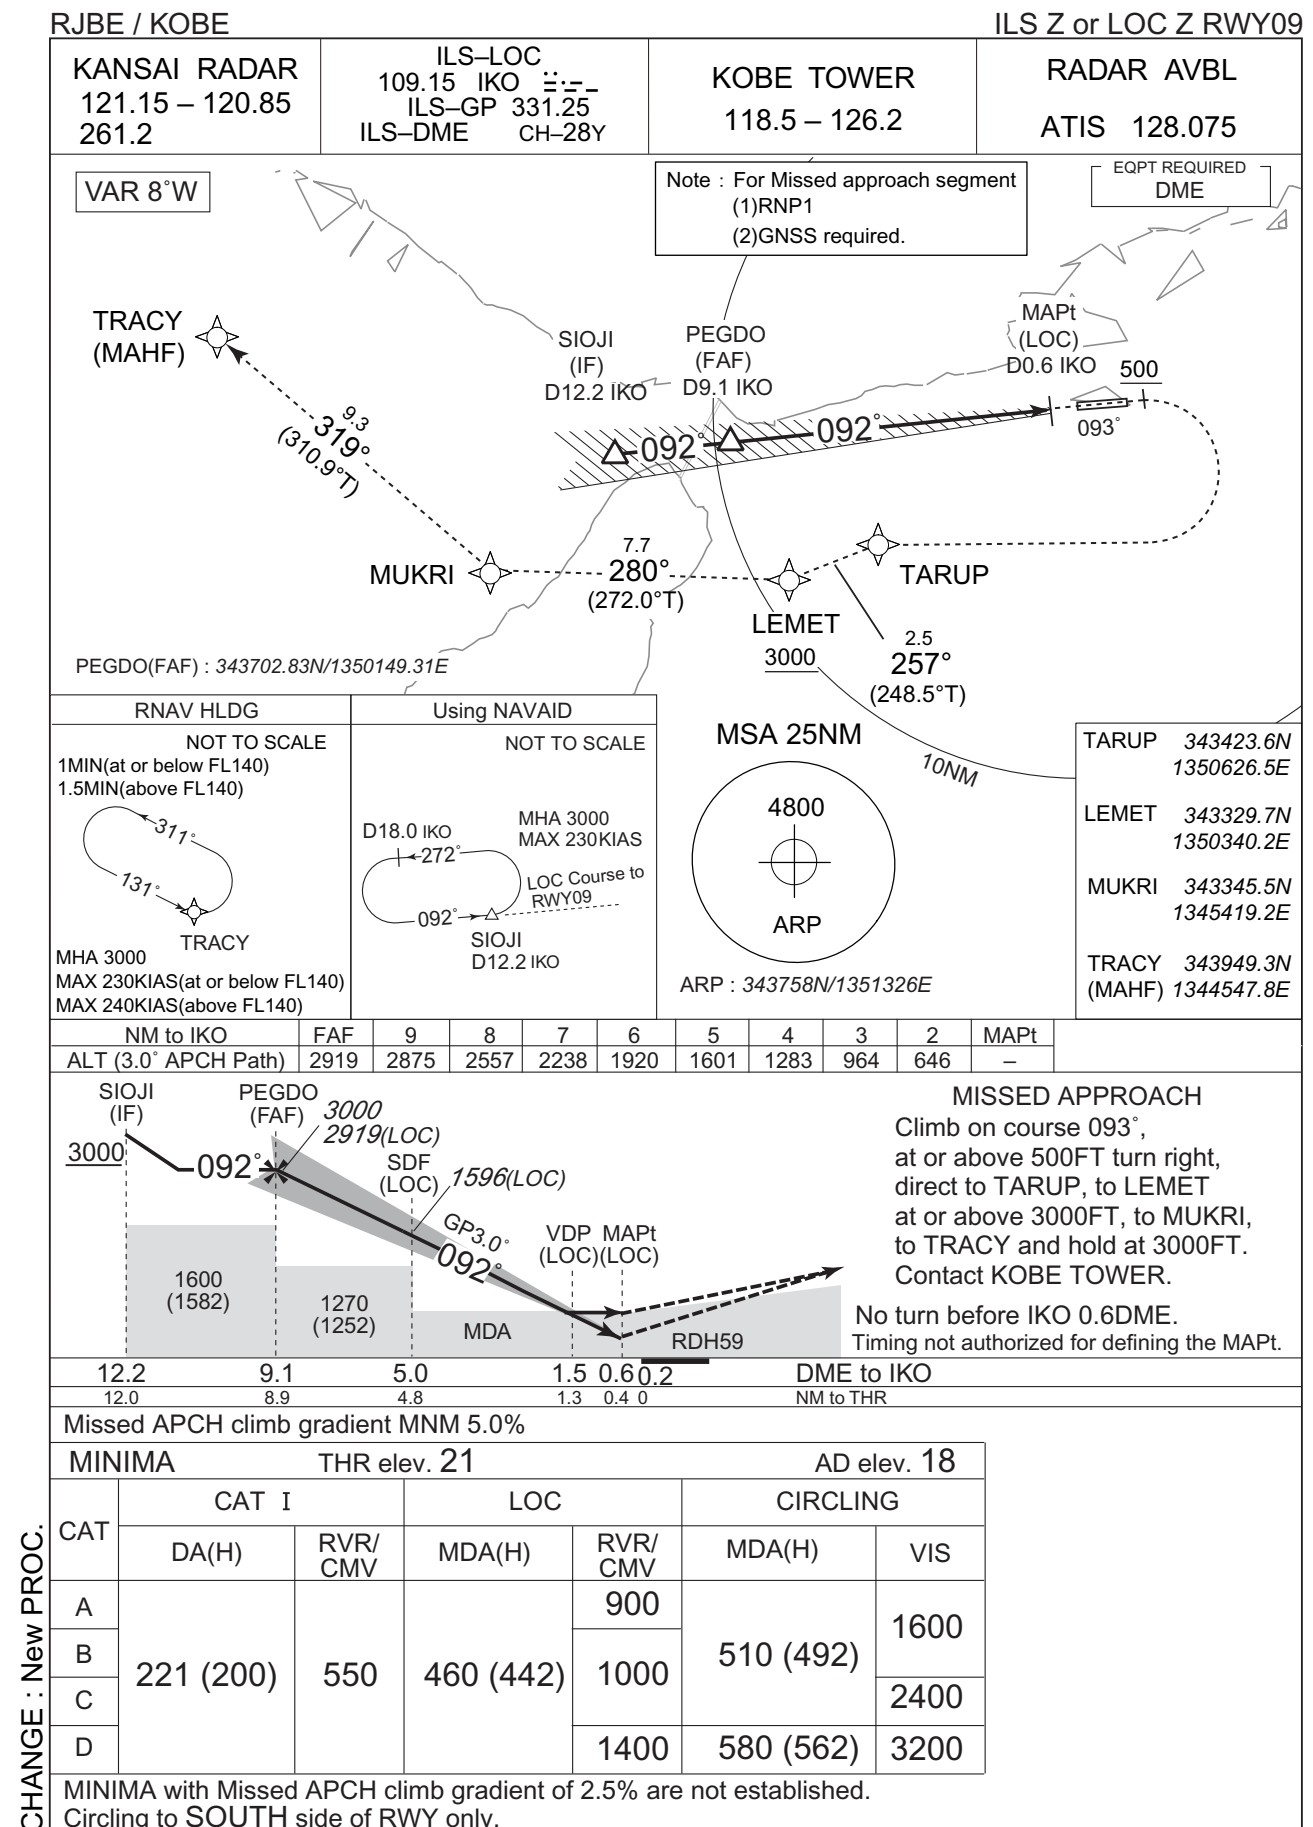 RJBE / KOBE
ILS Z or LOC Z RWY09
KANSAI RADAR
121.15 – 120.85
261.2
ILS–LOC
109.15 IKO
ILS–GP 331.25
ILS–DME CH–28Y
KOBE TOWER
118.5 – 126.2
RADAR AVBL
ATIS 128.075
VAR 8°W
Note : For Missed approach segment
(1)RNP1
(2)GNSS required.
EQPT REQUIRED
DME
TRACY
(MAHF)
SIOJI
(IF)
D12.2 IKO
PEGDO
(FAF)
D9.1 IKO
MAPt
(LOC)
D0.6 IKO
500
092°
092°
093°
9.3
319°
(310.9°T)
MUKRI
7.7
280°
(272.0°T)
TARUP
LEMET
3000
2.5
257°
(248.5°T)
PEGDO(FAF) : 343702.83N/1350149.31E
RNAV HLDG
NOT TO SCALE
1MIN(at or below FL140)
1.5MIN(above FL140)
311°
131°
TRACY
MHA 3000
MAX 230KIAS(at or below FL140)
MAX 240KIAS(above FL140)
Using NAVAID
NOT TO SCALE
D18.0 IKO
MHA 3000
MAX 230KIAS
272°
LOC Course to
RWY09
092°
SIOJI
D12.2 IKO
MSA 25NM
4800
ARP
ARP : 343758N/1351326E
10NM
TARUP 343423.6N
1350626.5E
LEMET 343329.7N
1350340.2E
MUKRI 343345.5N
1345419.2E
TRACY 343949.3N
(MAHF) 1344547.8E
NM to IKO FAF 9 8 7 6 5 4 3 2 MAPt
ALT (3.0° APCH Path) 2919 2875 2557 2238 1920 1601 1283 964 646 –
SIOJI
(IF)
PEGDO
(FAF)
3000
2919(LOC)
3000
092°
SDF
(LOC)
1596(LOC)
GP3.0°
092°
VDP MAPt
(LOC)(LOC)
1600
(1582)
1270
(1252)
MDA
RDH59
MISSED APPROACH
Climb on course 093°,
at or above 500FT turn right,
direct to TARUP, to LEMET
at or above 3000FT, to MUKRI,
to TRACY and hold at 3000FT.
Contact KOBE TOWER.
No turn before IKO 0.6DME.
Timing not authorized for defining the MAPt.
12.2 9.1 5.0 1.5 0.6 0.2 DME to IKO
12.0 8.9 4.8 1.3 0.4 0 NM to THR
Missed APCH climb gradient MNM 5.0%
MINIMA THR elev. 21 AD elev. 18
CAT
CAT I LOC CIRCLING
DA(H) RVR/CMV MDA(H) RVR/CMV MDA(H) VIS
A 900
B 1600
221 (200) 550 460 (442) 1000 510 (492)
C 2400
D 1400 580 (562) 3200
MINIMA with Missed APCH climb gradient of 2.5% are not established.
Circling to SOUTH side of RWY only.
CHANGE : New PROC.